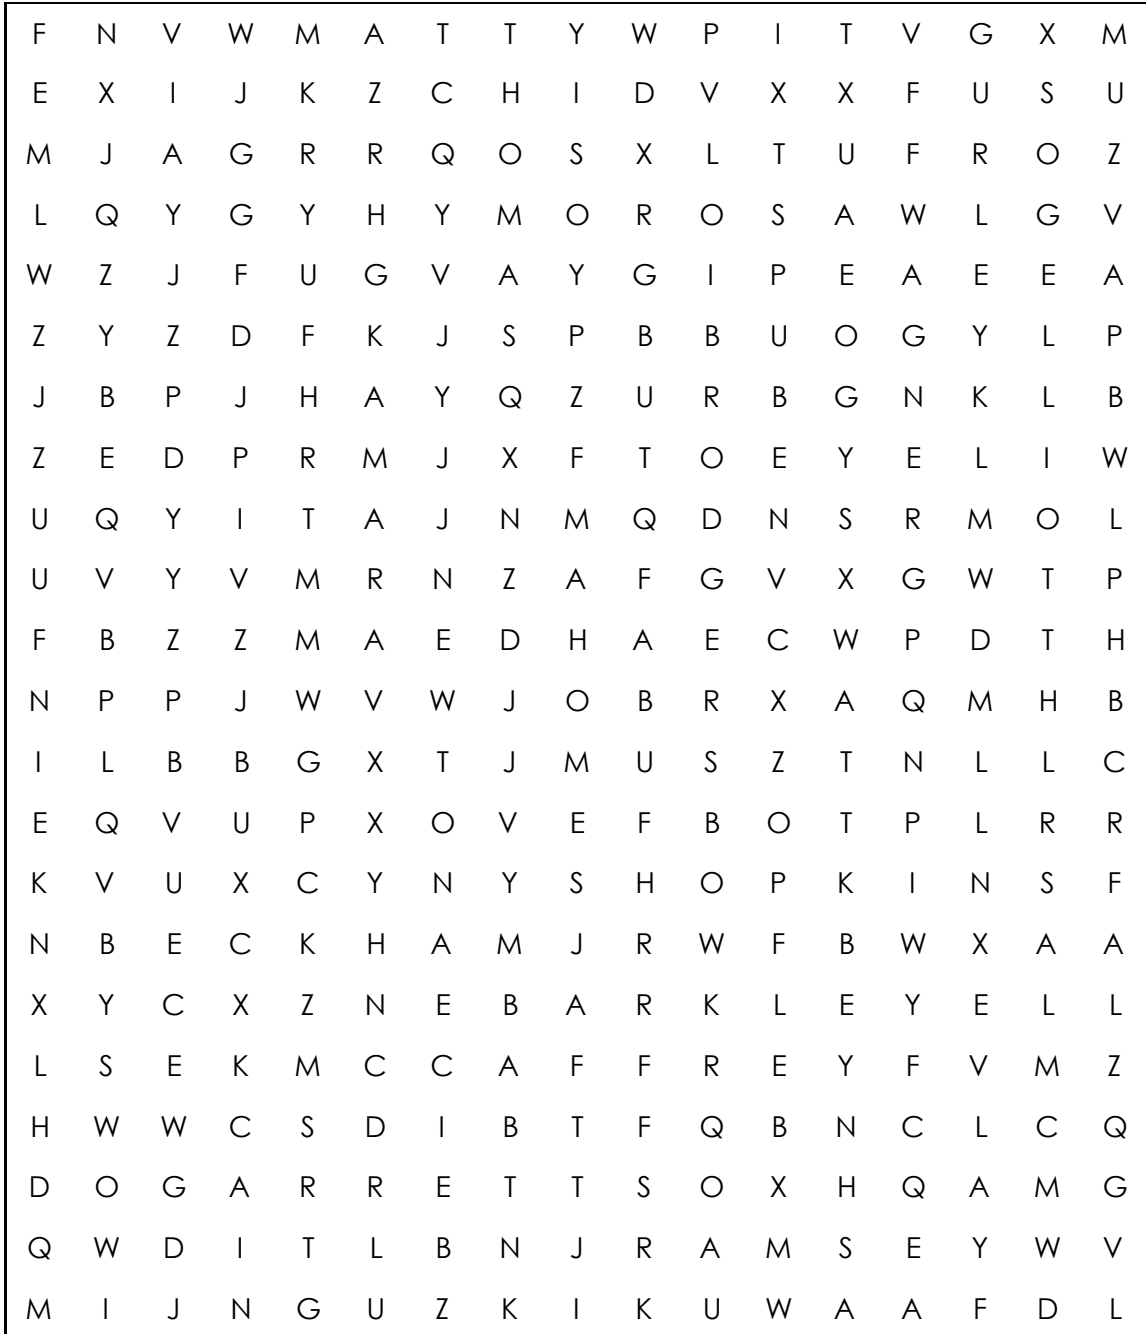 F N V W M A T T Y W P I T V G X M
E X I J K Z C H I D V X X F U S U
M J A G R R Q O S X L T U F R O Z
L Q Y G Y H Y M O R O S A W L G V
W Z J F U G V A Y G I P E A E E A
Z Y Z D F K J S P B B U O G Y L P
J B P J H A Y Q Z U R B G N K L B
Z E D P R M J X F T O E Y E L I W
U Q Y I T A J N M Q D N S R M O L
U V Y V M R N Z A F G V X G W T P
F B Z Z M A E D H A E C W P D T H
N P P J W V W J O B R X A Q M H B
I L B B G X T J M U S Z T N L L C
E Q V U P X O V E F B O T P L R R
K V U X C Y N Y S H O P K I N S F
N B E C K H A M J R W F B W X A A
X Y C X Z N E B A R K L E Y E L L
L S E K M C C A F F R E Y F V M Z
H W W C S D I B T F Q B N C L C Q
D O G A R R E T T S O X H Q A M G
Q W D I T L B N J R A M S E Y W V
M I J N G U Z K I K U W A A F D L